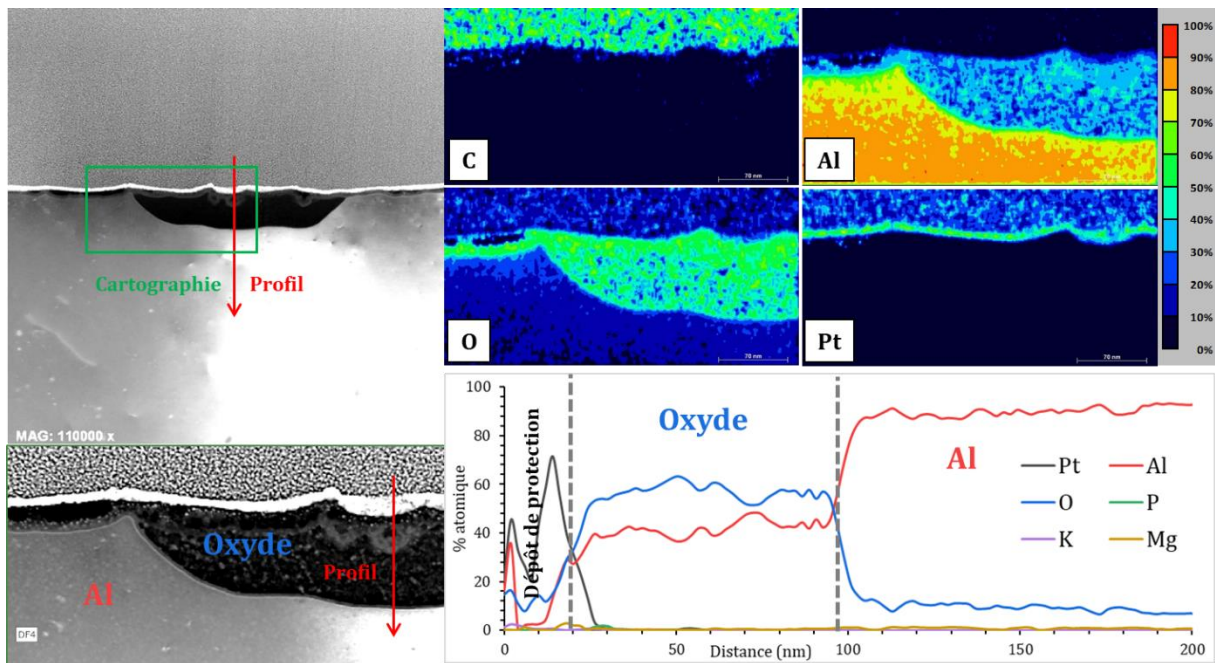 Cartographie
Profil
MAG: 110000 x
Oxyde
Al
Profil
DF4
C
70 nm
Al
O
70 nm
Pt
70 nm
100%
90%
80%
70%
60%
50%
40%
30%
20%
10%
0%
% atomique
100
80
60
40
20
0
Dépôt de protection
Oxyde
Al
Pt
Al
O
P
K
Mg
0
50
100
150
200
Distance (nm)